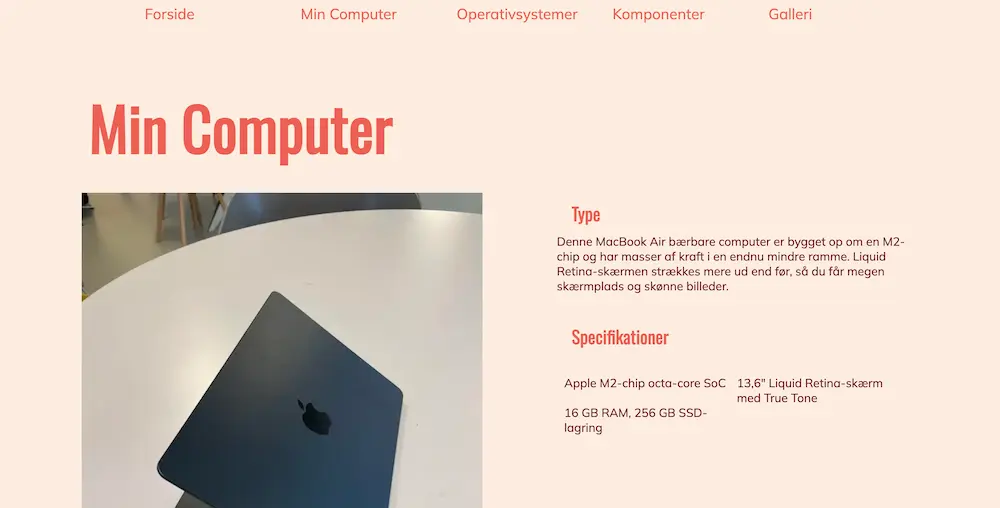 Forside Min Computer Operativsystemer Komponenter Galleri
Min Computer
Type
Denne MacBook Air bærbare computer er bygget op om en M2-
chip og har masser af kraft i en endnu mindre ramme. Liquid
Retina-skærmen strækkes mere ud end før, så du får megen
skærmplads og skønne billeder.
Specifikationer
Apple M2-chip octa-core SoC
16 GB RAM, 256 GB SSD-
lagring
13,6" Liquid Retina-skærm
med True Tone